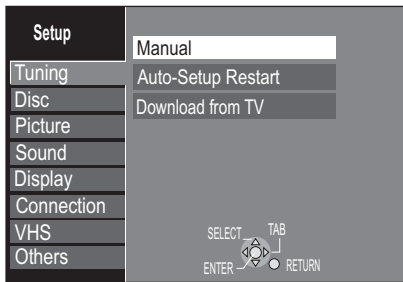 Setup
Tuning
Disc
Picture
Sound
Display
Connection
VHS
Others
Manual
Auto-Setup Restart
Download from TV
SELECT TAB
ENTER RETURN